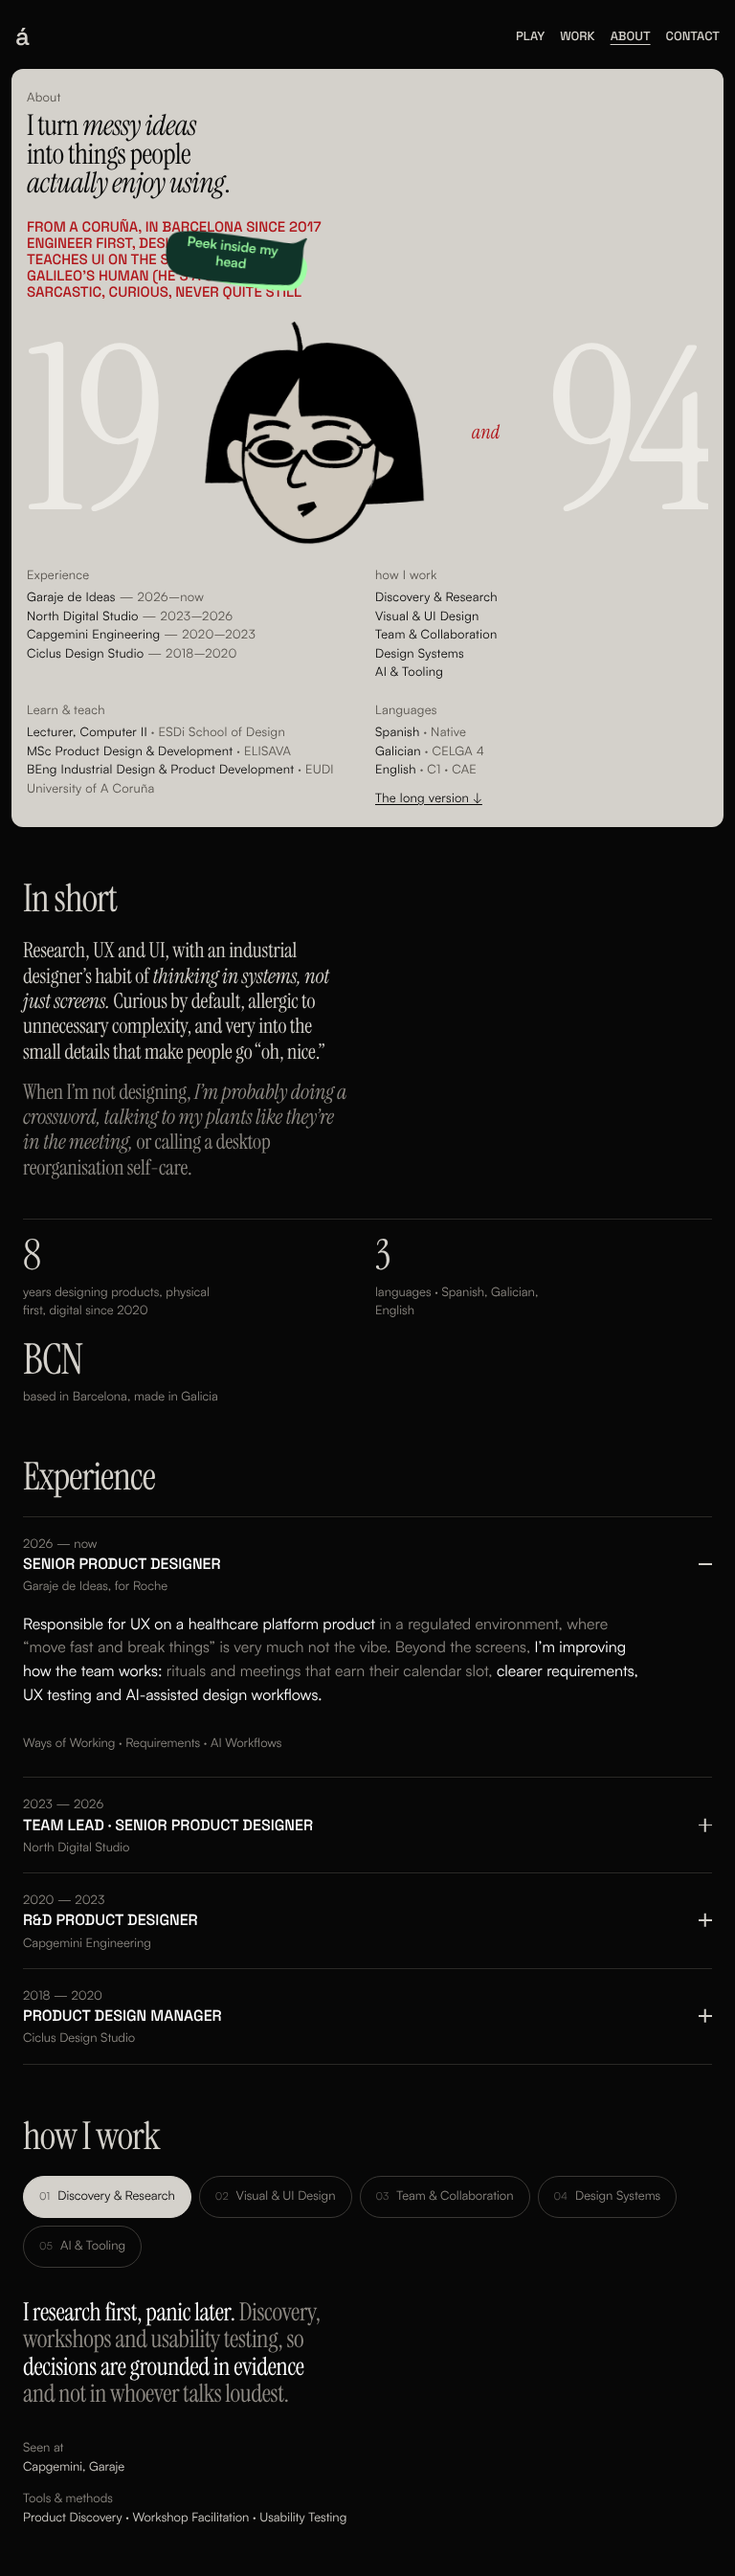 á
PLAY WORK ABOUT CONTACT
About
I turn messy ideas
into things people
actually enjoy using.
FROM A CORUÑA, IN BARCELONA SINCE 2017
ENGINEER FIRST, DESI
TEACHES UI ON THE S
GALILEO'S HUMAN (HE'S
SARCASTIC, CURIOUS, NEVER QUITE STILL
Peek inside my
head
19
and
94
Experience
Garaje de Ideas — 2026—now
North Digital Studio — 2023—2026
Capgemini Engineering — 2020—2023
Ciclus Design Studio — 2018—2020
how I work
Discovery & Research
Visual & UI Design
Team & Collaboration
Design Systems
AI & Tooling
Learn & teach
Lecturer, Computer II · ESDi School of Design
MSc Product Design & Development · ELISAVA
BEng Industrial Design & Product Development · EUDI
University of A Coruña
Languages
Spanish · Native
Galician · CELGA 4
English · C1 · CAE
The long version ↓
In short
Research, UX and UI, with an industrial
designer's habit of thinking in systems, not
just screens. Curious by default, allergic to
unnecessary complexity, and very into the
small details that make people go “oh, nice.”
When I'm not designing, I'm probably doing a
crossword, talking to my plants like they're
in the meeting, or calling a desktop
reorganisation self-care.
8
years designing products, physical
first, digital since 2020
3
languages · Spanish, Galician,
English
BCN
based in Barcelona, made in Galicia
Experience
2026 — now
SENIOR PRODUCT DESIGNER
Garaje de Ideas, for Roche
Responsible for UX on a healthcare platform product in a regulated environment, where
“move fast and break things” is very much not the vibe. Beyond the screens, I'm improving
how the team works: rituals and meetings that earn their calendar slot, clearer requirements,
UX testing and AI-assisted design workflows.
Ways of Working · Requirements · AI Workflows
2023 — 2026
TEAM LEAD · SENIOR PRODUCT DESIGNER
North Digital Studio
2020 — 2023
R&D PRODUCT DESIGNER
Capgemini Engineering
2018 — 2020
PRODUCT DESIGN MANAGER
Ciclus Design Studio
how I work
01 Discovery & Research
02 Visual & UI Design
03 Team & Collaboration
04 Design Systems
05 AI & Tooling
I research first, panic later. Discovery,
workshops and usability testing, so
decisions are grounded in evidence
and not in whoever talks loudest.
Seen at
Capgemini, Garaje
Tools & methods
Product Discovery · Workshop Facilitation · Usability Testing